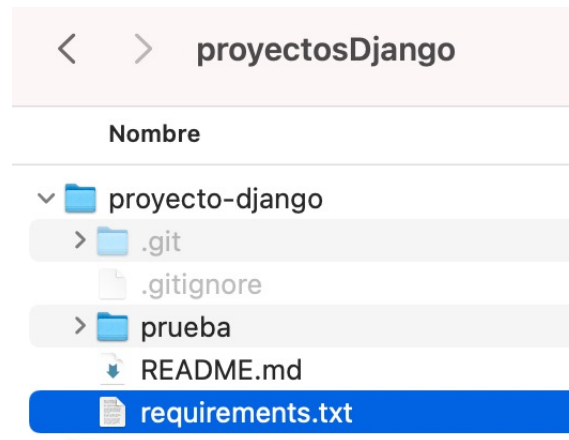 proyectosDjango
Nombre
proyecto-django
.git
.gitignore
prueba
README.md
requirements.txt